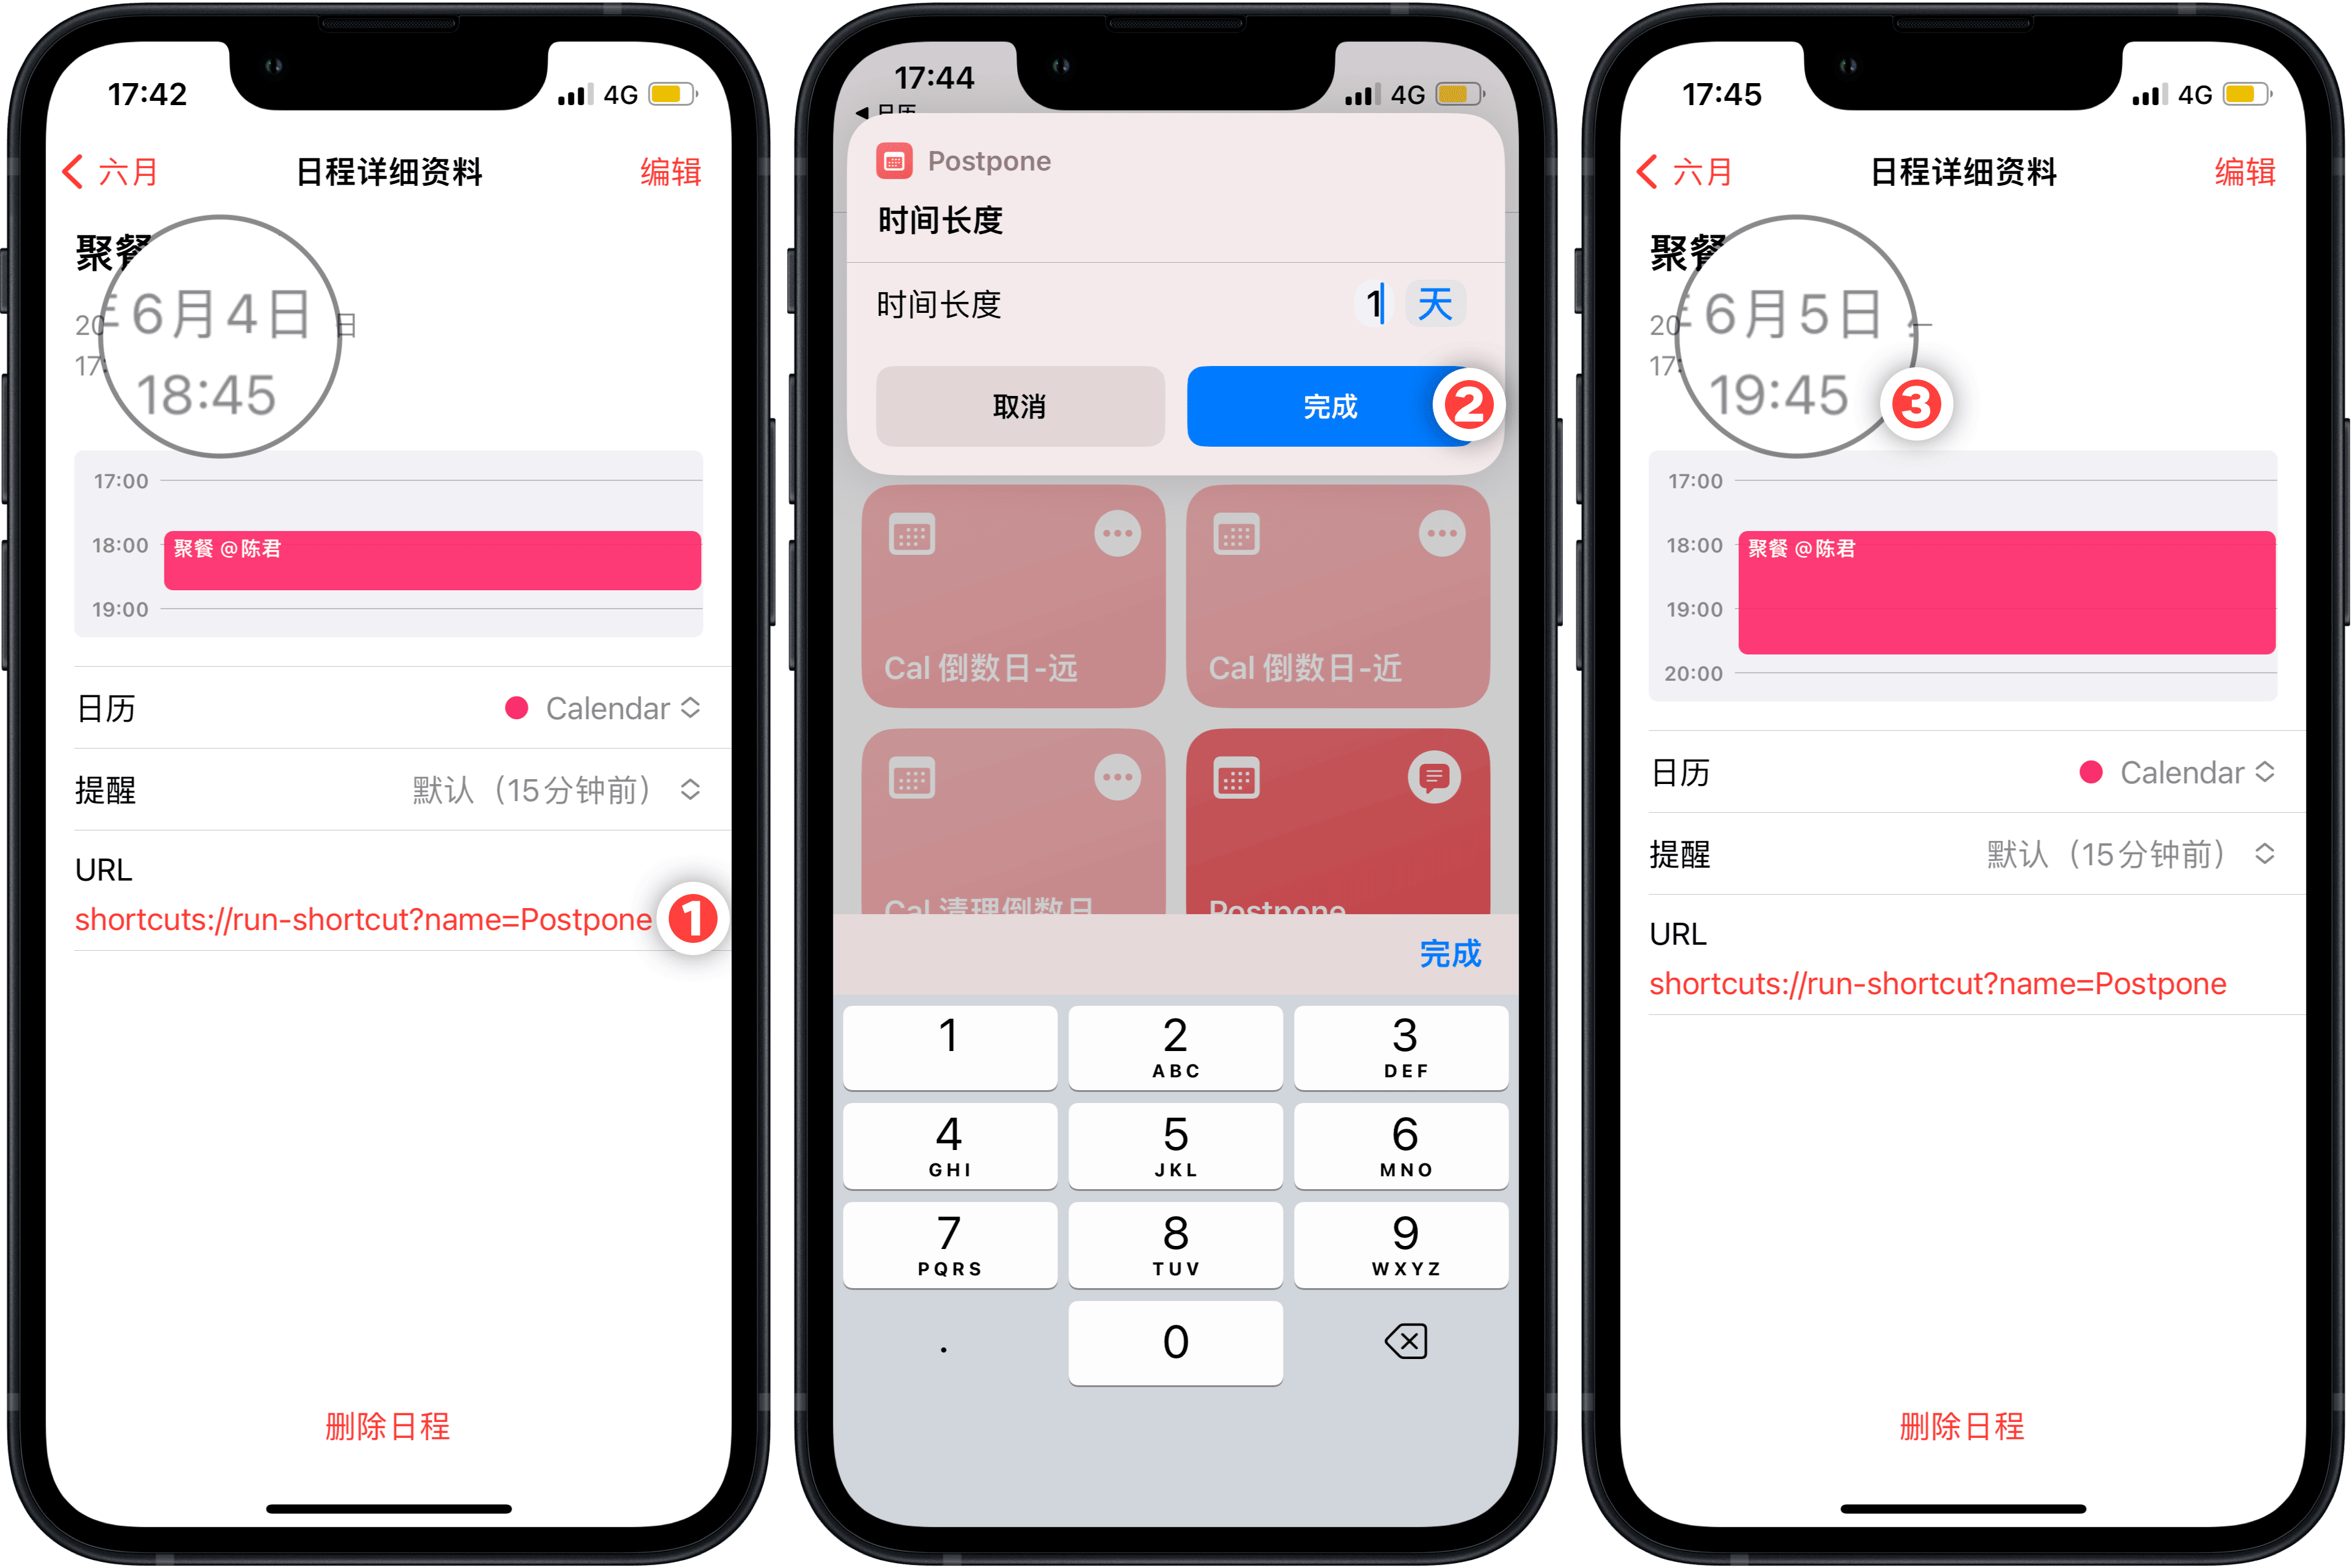 17:42
4G
六月
日程详细资料
编辑
聚餐
20
6月4日
日
17:
18:45
17:00
18:00
聚餐 @陈君
19:00
日历
Calendar
提醒
默认（15分钟前）
URL
shortcuts://run-shortcut?name=Postpone
1
删除日程
17:44
4G
日历
Postpone
时间长度
时间长度
1
天
取消
完成
2
Cal 倒数日-远
Cal 倒数日-近
Cal 清理倒数日
Postpone
完成
1
2
ABC
3
DEF
4
GHI
5
JKL
6
MNO
7
PQRS
8
TUV
9
WXYZ
.
0
17:45
4G
六月
日程详细资料
编辑
聚餐
20
6月5日
17:
19:45
3
17:00
18:00
聚餐 @陈君
19:00
20:00
日历
Calendar
提醒
默认（15分钟前）
URL
shortcuts://run-shortcut?name=Postpone
删除日程